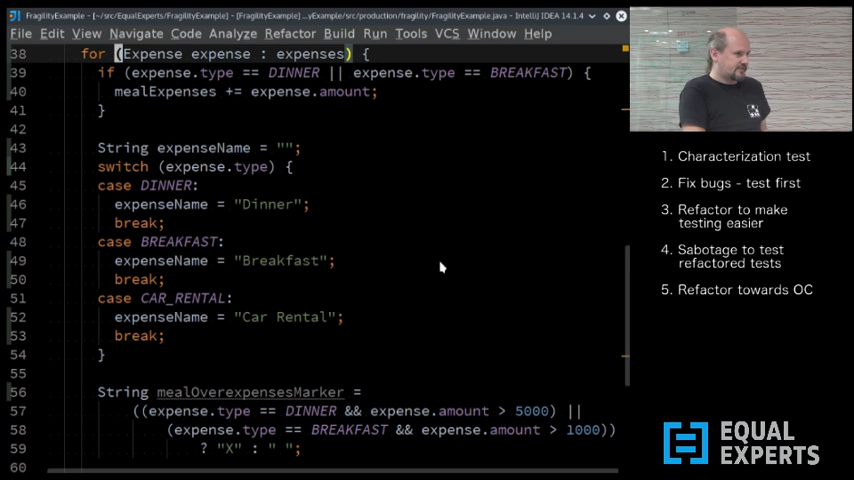 FragilityExample - [~/src/EqualExperts/FragilityExample] - [FragilityExample] ...yExample/src/production/fragility/FragilityExample.java - IntelliJ IDEA 14.1.4
File Edit View Navigate Code Analyze Refactor Build Run Tools VCS Window Help
38 for (Expense expense : expenses) {
39 if (expense.type == DINNER || expense.type == BREAKFAST) {
40 mealExpenses += expense.amount;
41 }
42
43 String expenseName = "";
44 switch (expense.type) {
45 case DINNER:
46 expenseName = "Dinner";
47 break;
48 case BREAKFAST:
49 expenseName = "Breakfast";
50 break;
51 case CAR_RENTAL:
52 expenseName = "Car Rental";
53 break;
54 }
55
56 String mealOverexpensesMarker =
57 ((expense.type == DINNER && expense.amount > 5000) ||
58 (expense.type == BREAKFAST && expense.amount > 1000))
59 ? "X" : " ";
60
1. Characterization test
2. Fix bugs - test first
3. Refactor to make
testing easier
4. Sabotage to test
refactored tests
5. Refactor towards OC
EQUAL
EXPERTS